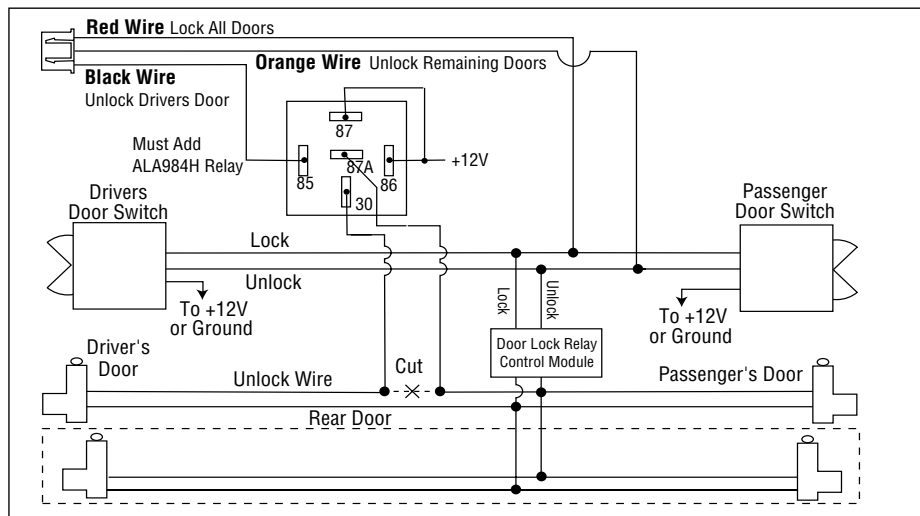 Red Wire Lock All Doors
Orange Wire Unlock Remaining Doors
Black Wire
Unlock Drivers Door
87
Must Add
ALA984H Relay
85
87A
86
+12V
30
Drivers
Door Switch
Passenger
Door Switch
Lock
Unlock
To +12V
or Ground
Lock
Unlock
To +12V
or Ground
Door Lock Relay
Control Module
Driver's
Door
Cut
Unlock Wire
Passenger's Door
Rear Door